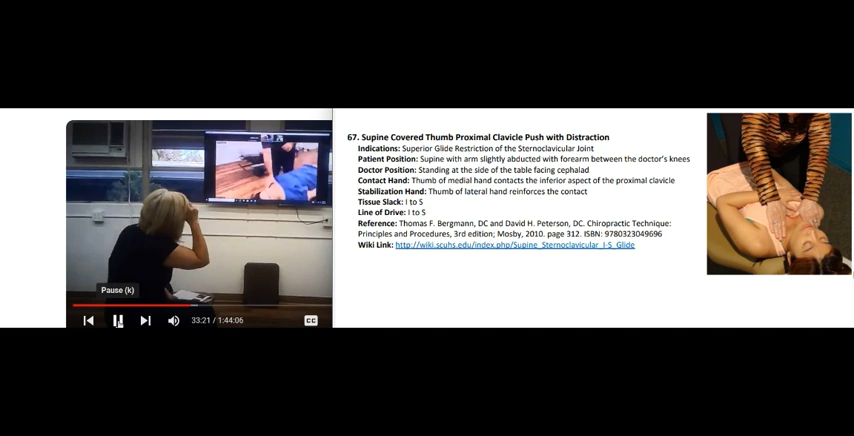 67. Supine Covered Thumb Proximal Clavicle Push with Distraction
Indications: Superior Glide Restriction of the Sternoclavicular Joint
Patient Position: Supine with arm slightly abducted with forearm between the doctor's knees
Doctor Position: Standing at the side of the table facing cephalad
Contact Hand: Thumb of medial hand contacts the inferior aspect of the proximal clavicle
Stabilization Hand: Thumb of lateral hand reinforces the contact
Tissue Slack: I to S
Line of Drive: I to S
Reference: Thomas F. Bergmann, DC and David H. Peterson, DC. Chiropractic Technique:
Principles and Procedures, 3rd edition; Mosby, 2010. page 312. ISBN: 9780323049696
Wiki Link: http://wiki.scuhs.edu/index.php/Supine_Sternoclavicular_I-S_Glide
Pause (k)
33:21 / 1:44:06
CC